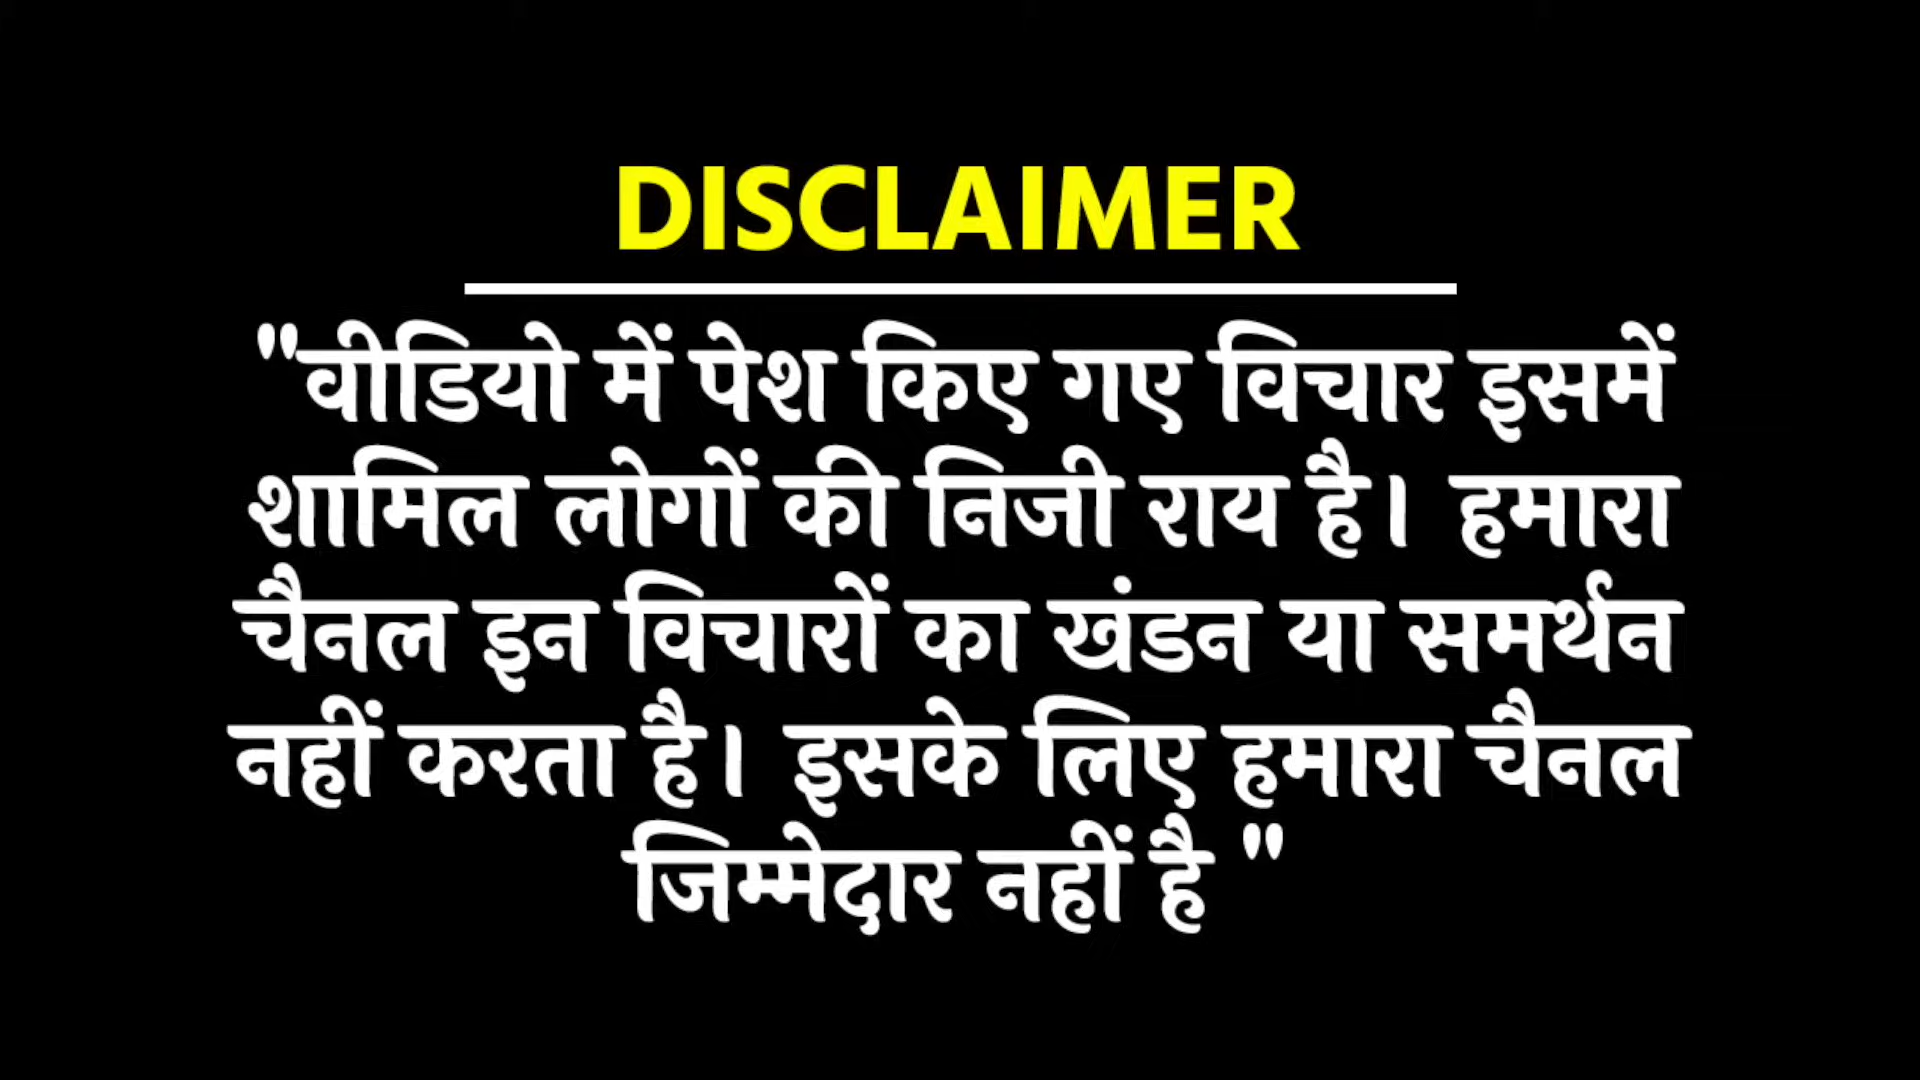 DISCLAIMER
"वीडियो में पेश किए गए विचार इसमें
शामिल लोगों की निजी राय है। हमारा
चैनल इन विचारों का खंडन या समर्थन
नहीं करता है। इसके लिए हमारा चैनल
जिम्मेदार नहीं है "